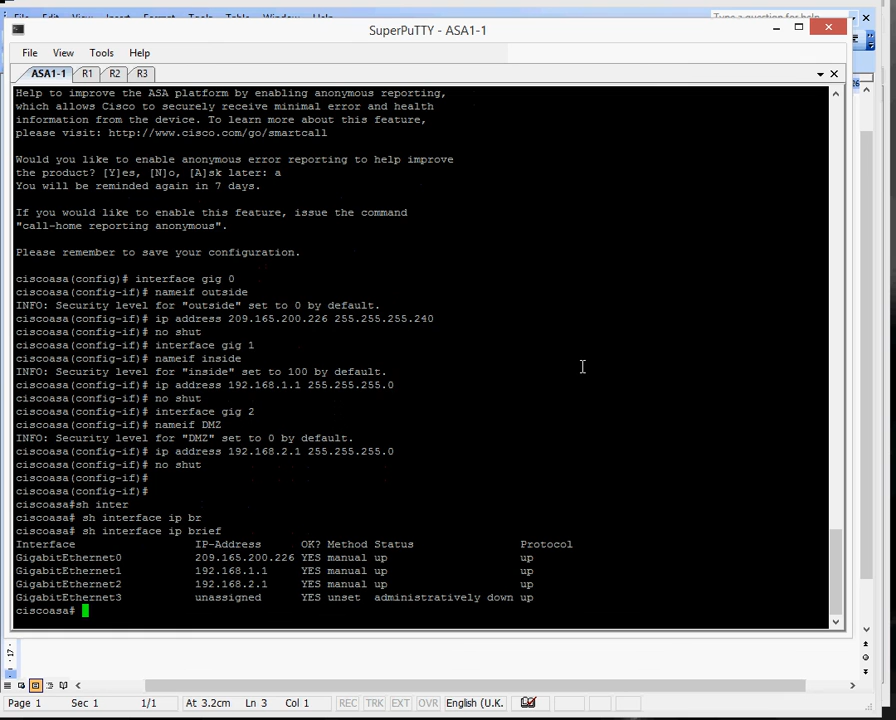 File Edit View Insert Format Tools Table Window Help
Type a question for help
SuperPuTTY - ASA1-1
File View Tools Help
ASA1-1 R1 R2 R3
Help to improve the ASA platform by enabling anonymous reporting,
which allows Cisco to securely receive minimal error and health
information from the device. To learn more about this feature,
please visit: http://www.cisco.com/go/smartcall
Would you like to enable anonymous error reporting to help improve
the product? [Y]es, [N]o, [A]sk later: a
You will be reminded again in 7 days.
If you would like to enable this feature, issue the command
"call-home reporting anonymous".
Please remember to save your configuration.
ciscoasa(config)# interface gig 0
ciscoasa(config-if)# nameif outside
INFO: Security level for "outside" set to 0 by default.
ciscoasa(config-if)# ip address 209.165.200.226 255.255.255.240
ciscoasa(config-if)# no shut
ciscoasa(config-if)# interface gig 1
ciscoasa(config-if)# nameif inside
INFO: Security level for "inside" set to 100 by default.
ciscoasa(config-if)# ip address 192.168.1.1 255.255.255.0
ciscoasa(config-if)# no shut
ciscoasa(config-if)# interface gig 2
ciscoasa(config-if)# nameif DMZ
INFO: Security level for "DMZ" set to 0 by default.
ciscoasa(config-if)# ip address 192.168.2.1 255.255.255.0
ciscoasa(config-if)# no shut
ciscoasa(config-if)#
ciscoasa(config-if)#
ciscoasa#sh inter
ciscoasa# sh interface ip br
ciscoasa# sh interface ip brief
Interface IP-Address OK? Method Status Protocol
GigabitEthernet0 209.165.200.226 YES manual up up
GigabitEthernet1 192.168.1.1 YES manual up up
GigabitEthernet2 192.168.2.1 YES manual up up
GigabitEthernet3 unassigned YES unset administratively down up
ciscoasa#
Page 1 Sec 1 1/1 At 3.2cm Ln 3 Col 1 REC TRK EXT OVR English (U.K.